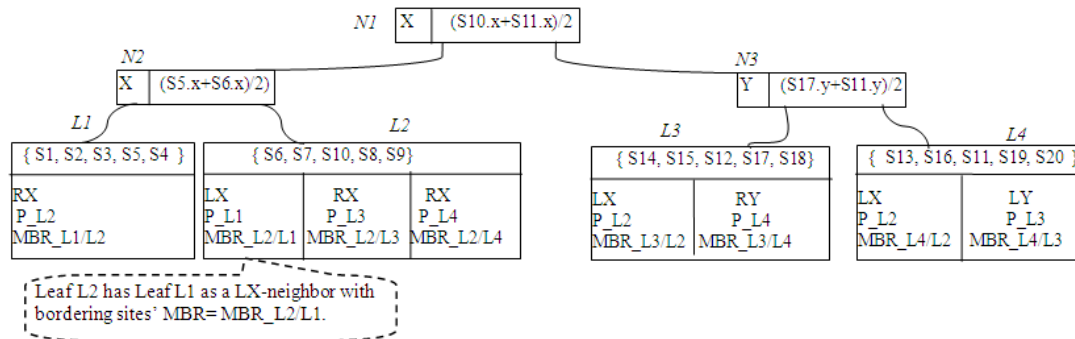 N1
X (S10.x+S11.x)/2
N2
X (S5.x+S6.x)/2)
N3
Y (S17.y+S11.y)/2
L1
{ S1, S2, S3, S5, S4 }
RX
P_L2
MBR_L1/L2
L2
{ S6, S7, S10, S8, S9}
LX
P_L1
MBR_L2/L1
RX
P_L3
MBR_L2/L3
RX
P_L4
MBR_L2/L4
L3
{ S14, S15, S12, S17, S18}
LX
P_L2
MBR_L3/L2
RY
P_L4
MBR_L3/L4
L4
{ S13, S16, S11, S19, S20 }
LX
P_L2
MBR_L4/L2
LY
P_L3
MBR_L4/L3
Leaf L2 has Leaf L1 as a LX-neighbor with
bordering sites' MBR= MBR_L2/L1.